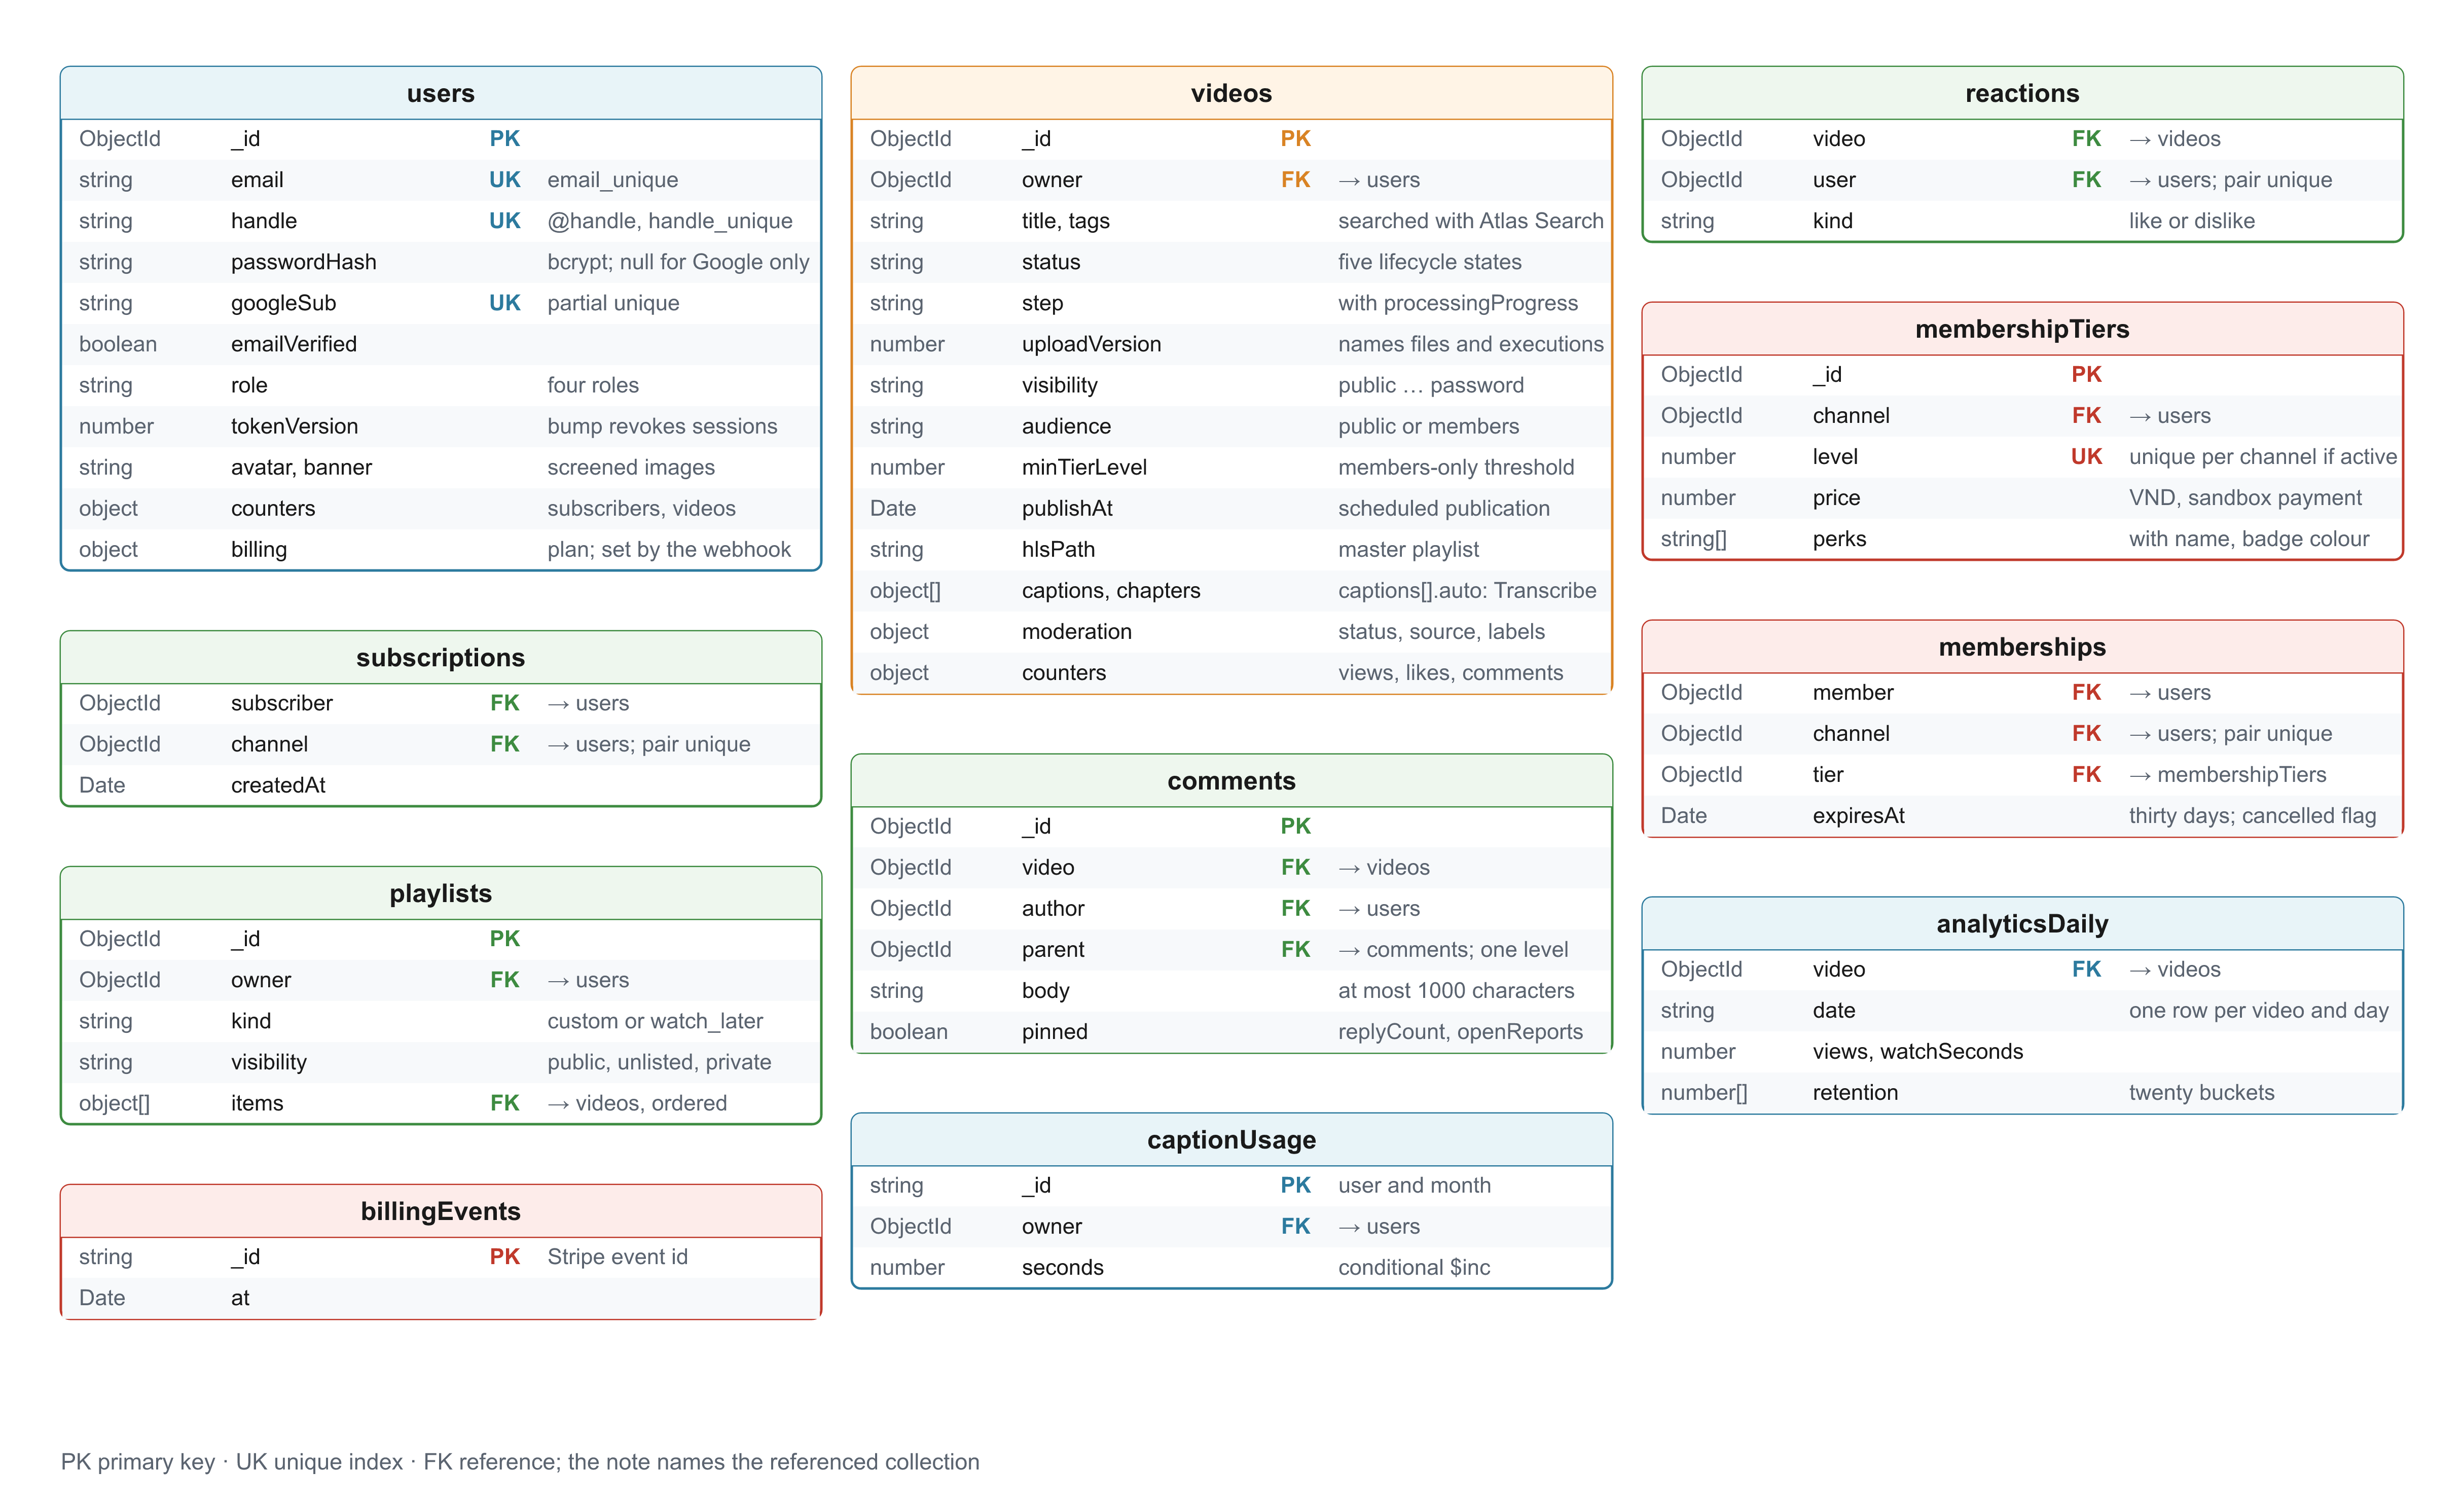 users
ObjectId _id PK
string email UK email_unique
string handle UK @handle, handle_unique
string passwordHash bcrypt; null for Google only
string googleSub UK partial unique
boolean emailVerified
string role four roles
number tokenVersion bump revokes sessions
string avatar, banner screened images
object counters subscribers, videos
object billing plan; set by the webhook
subscriptions
ObjectId subscriber FK → users
ObjectId channel FK → users; pair unique
Date createdAt
playlists
ObjectId _id PK
ObjectId owner FK → users
string kind custom or watch_later
string visibility public, unlisted, private
object[] items FK → videos, ordered
billingEvents
string _id PK Stripe event id
Date at
videos
ObjectId _id PK
ObjectId owner FK → users
string title, tags searched with Atlas Search
string status five lifecycle states
string step with processingProgress
number uploadVersion names files and executions
string visibility public … password
string audience public or members
number minTierLevel members-only threshold
Date publishAt scheduled publication
string hlsPath master playlist
object[] captions, chapters captions[].auto: Transcribe
object moderation status, source, labels
object counters views, likes, comments
comments
ObjectId _id PK
ObjectId video FK → videos
ObjectId author FK → users
ObjectId parent FK → comments; one level
string body at most 1000 characters
boolean pinned replyCount, openReports
captionUsage
string _id PK user and month
ObjectId owner FK → users
number seconds conditional $inc
reactions
ObjectId video FK → videos
ObjectId user FK → users; pair unique
string kind like or dislike
membershipTiers
ObjectId _id PK
ObjectId channel FK → users
number level UK unique per channel if active
number price VND, sandbox payment
string[] perks with name, badge colour
memberships
ObjectId member FK → users
ObjectId channel FK → users; pair unique
ObjectId tier FK → membershipTiers
Date expiresAt thirty days; cancelled flag
analyticsDaily
ObjectId video FK → videos
string date one row per video and day
number views, watchSeconds
number[] retention twenty buckets
PK primary key · UK unique index · FK reference; the note names the referenced collection